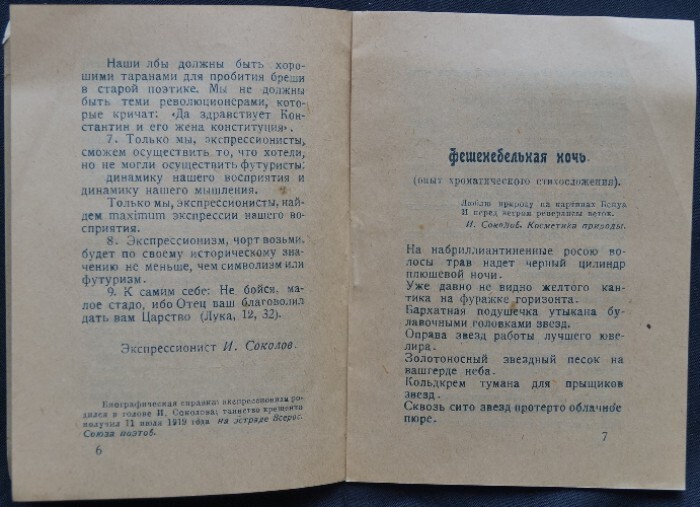 Наши лбы должны быть хоро-
шими таранами для пробития бреши
в старой поэтике. Мы не должны
быть теми революционерами, кото-
рые кричат: «Да здравствует Кон-
стантин и его жена конституция».
7. Только мы, экспрессионисты,
сможем осуществить то, что хотели,
но не могли осуществить футуристы:
динамику нашего восприятия и
динамику нашего мышления.
Только мы, экспрессионисты, най-
дем maximum экспрессии нашего во-
сприятия.
8. Экспрессионизм, чорт возьми,
будет по своему историческому зна-
чению не меньше, чем символизм или
футуризм.
9. К самим себе: Не бойся, ма-
лое стадо, ибо Отец ваш благоволил
дать вам Царство (Лука, 12, 32).
Экспрессионист И. Соколов.
Биографическая справка: экспрессионизм ро-
дился в голове И. Соколова; таинство крещения
получил 11 июля 1919 года на эстраде Всерос.
Союза поэтов.
6
Фешенебельная ночь
(опыт хроматического стихосложения).
Люблю природу на картинах Конуэ
И перед ветром реверансы веток.
И. Соколов. Косметика природы.
На набриллиантиненные росою во-
лосы трав надет черный цилиндр
плюшевой ночи.
Уже давно не видно желтого кан-
тика на фуражке горизонта.
Бархатная подушечка утыкана бу-
лавочными головками звезд.
Оправа звезд работы лучшего юве-
лира.
Золотоносный звездный песок на
вашгерде неба.
Кольдкрем тумана для прыщиков
звезд.
Сквозь сито звезд протерто облачное
пюре.
7